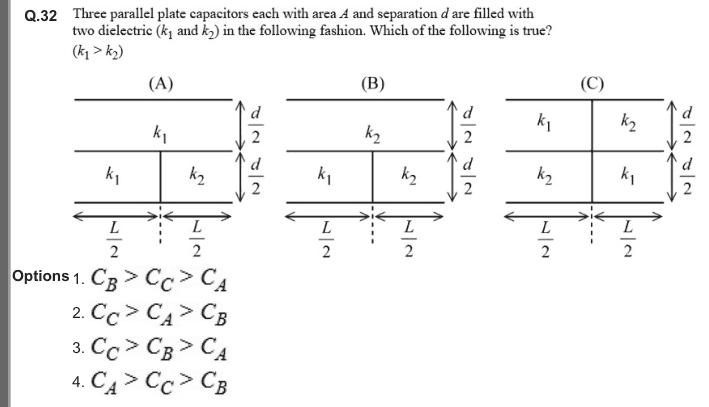 Q.32 Three parallel plate capacitors each with area A and separation d are filled with
two dielectric (k₁ and k₂) in the following fashion. Which of the following is true?
(k₁ > k₂)
(A) (B) (C)
k₁ d/2 k₂ d/2 k₁ k₂ d/2
k₁ k₂ d/2 k₁ k₂ d/2 k₂ k₁ d/2
L/2 L/2 L/2 L/2 L/2 L/2
Options 1. C_B > C_C > C_A
2. C_C > C_A > C_B
3. C_C > C_B > C_A
4. C_A > C_C > C_B